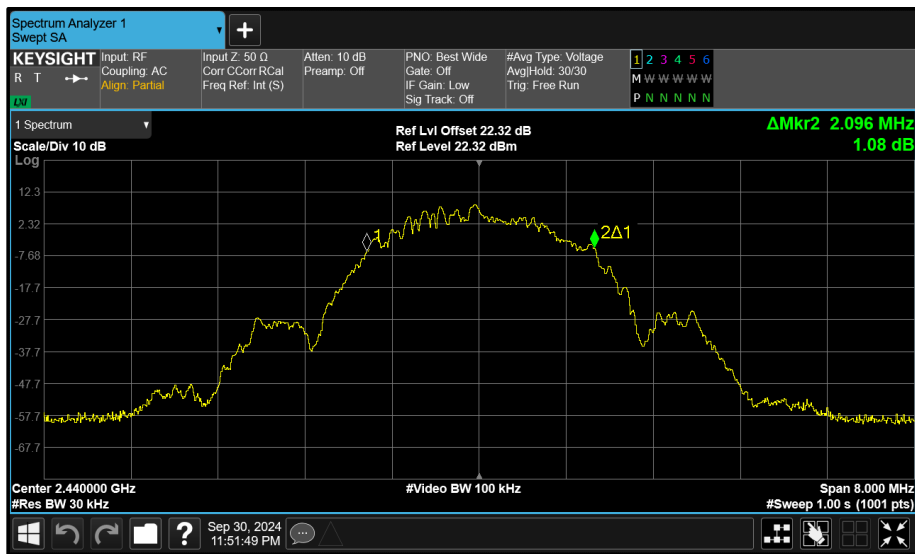 Spectrum Analyzer 1
Swept SA
+
KEYSIGHT
R T
LXI
Input: RF
Coupling: AC
Align: Partial
Input Z: 50 Ω
Corr CCorr RCal
Freq Ref: Int (S)
Atten: 10 dB
Preamp: Off
PNO: Best Wide
Gate: Off
IF Gain: Low
Sig Track: Off
#Avg Type: Voltage
Avg|Hold: 30/30
Trig: Free Run
1 2 3 4 5 6
M W W W W W
P N N N N N
1 Spectrum
Scale/Div 10 dB
Ref Lvl Offset 22.32 dB
Ref Level 22.32 dBm
ΔMkr2 2.096 MHz
1.08 dB
Log
12.3
2.32
-7.68
-17.7
-27.7
-37.7
-47.7
-57.7
-67.7
1
2Δ1
Center 2.440000 GHz
#Res BW 30 kHz
#Video BW 100 kHz
Span 8.000 MHz
#Sweep 1.00 s (1001 pts)
?
Sep 30, 2024
11:51:49 PM